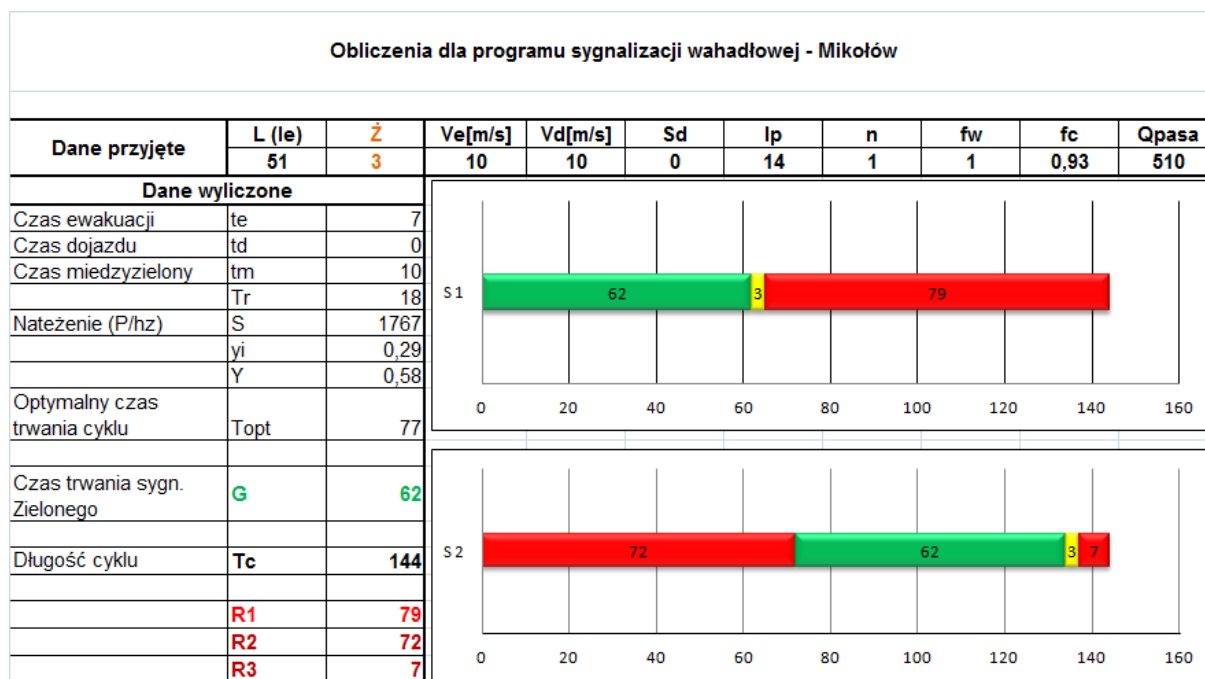 Obliczenia dla programu sygnalizacji wahadłowej - Mikołów
Dane przyjęte L (le) Ż Ve[m/s] Vd[m/s] Sd lp n fw fc Qpasa
51 3 10 10 0 14 1 1 0,93 510
Dane wyliczone
Czas ewakuacji te 7
Czas dojazdu td 0
Czas miedzyzielony tm 10
Tr 18
Nateżenie (P/hz) S 1767
yi 0,29
Y 0,58
Optymalny czas
trwania cyklu Topt 77
Czas trwania sygn.
Zielonego G 62
Długość cyklu Tc 144
R1 79
R2 72
R3 7
S 1 62 3 79
0 20 40 60 80 100 120 140 160
S 2 72 62 3 7
0 20 40 60 80 100 120 140 160